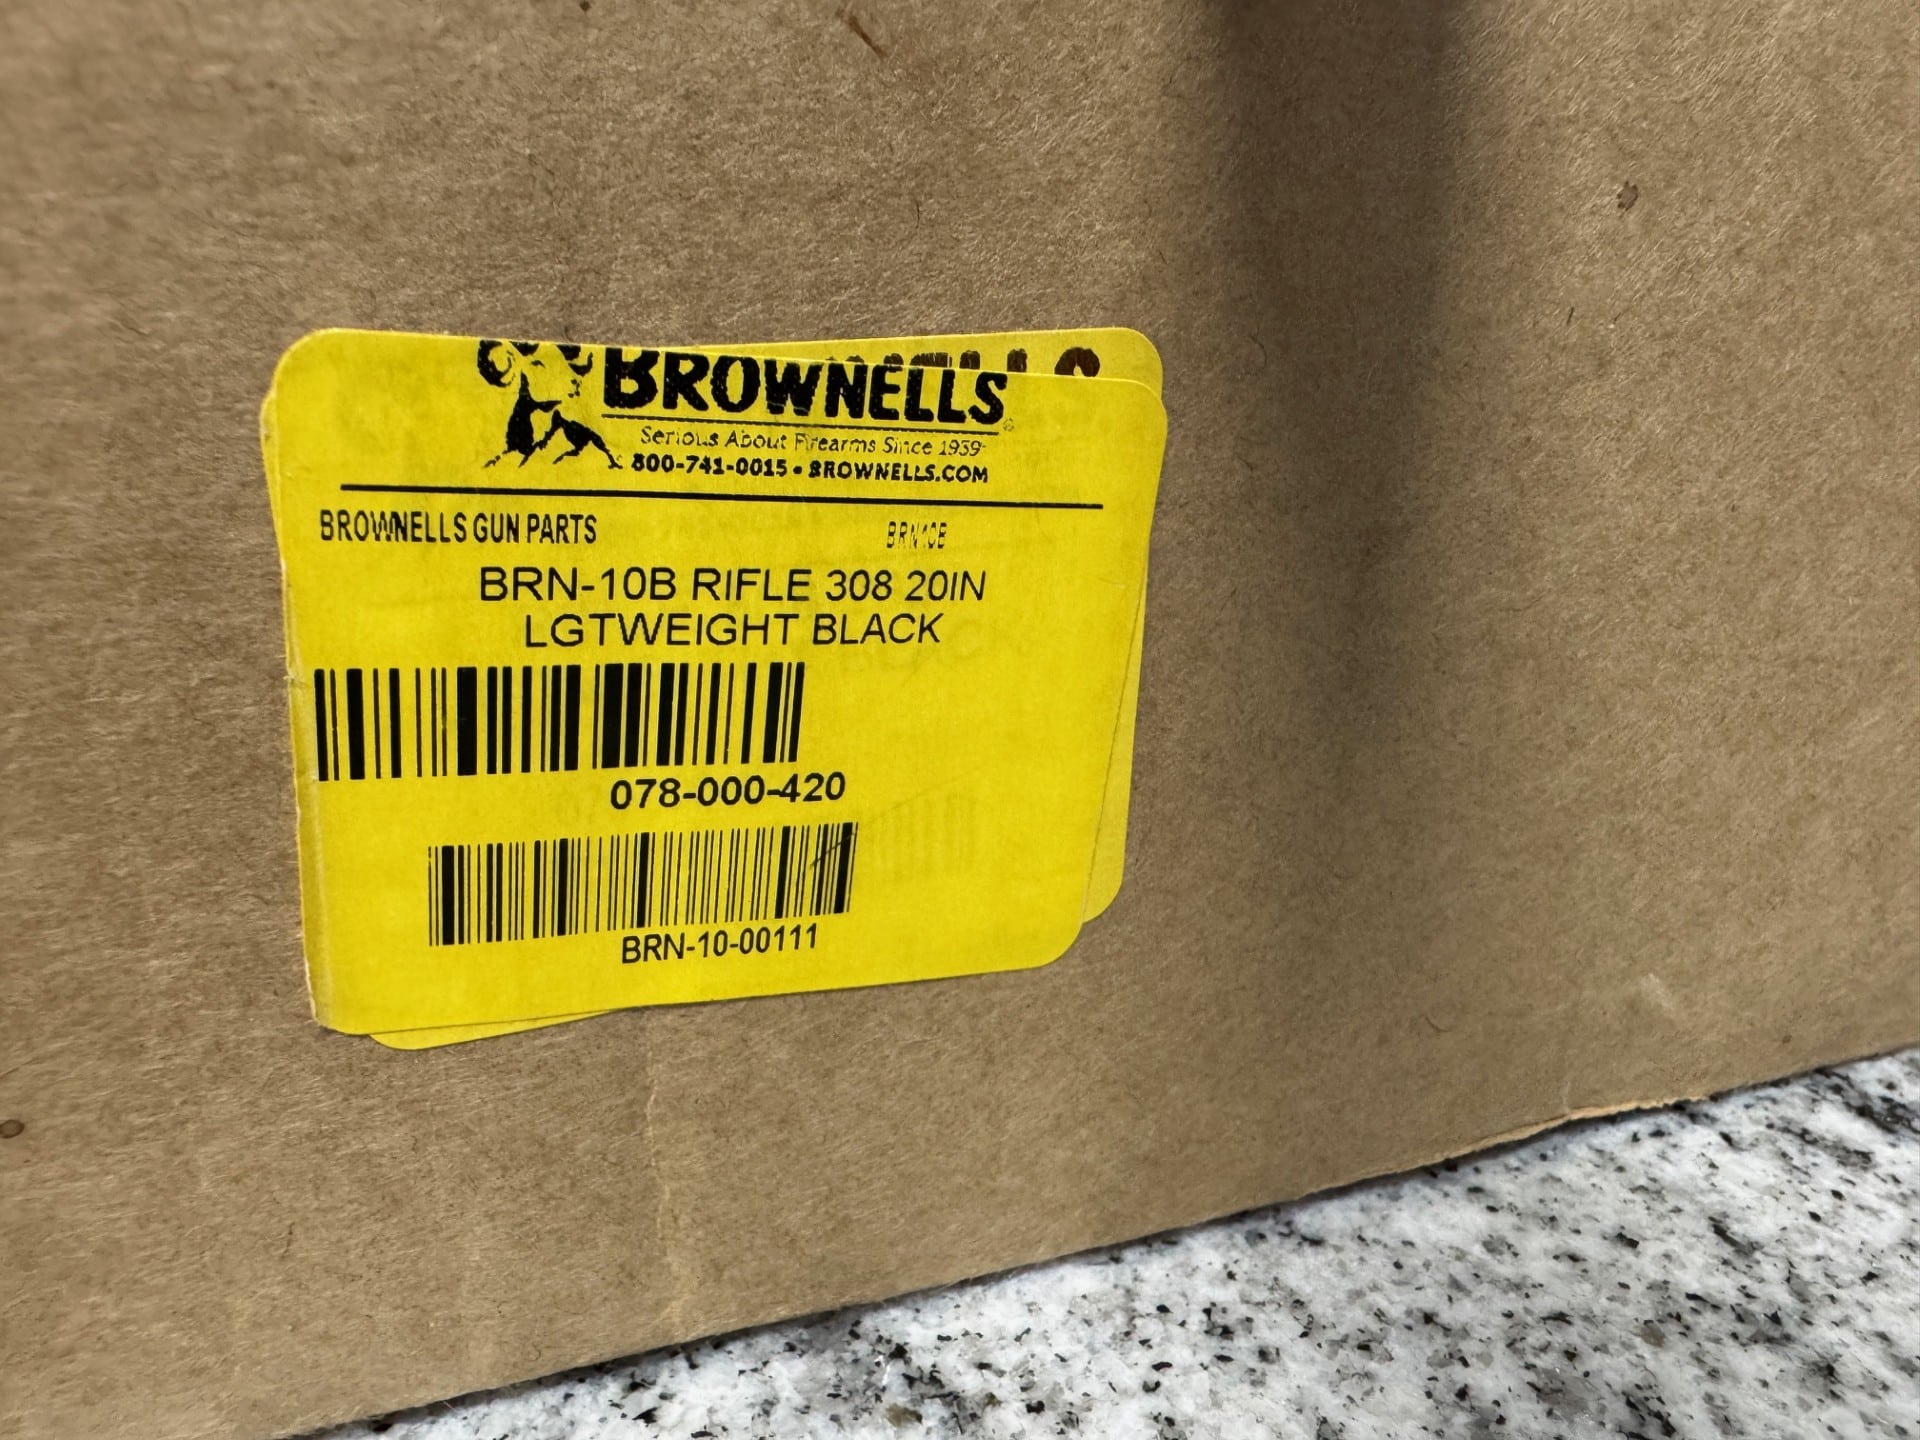 BROWNELLS
Serious About Firearms Since 1939
800-741-0015 • BROWNELLS.COM
BROWNELLS GUN PARTS BRN10B
BRN-10B RIFLE 308 20IN
LGTWEIGHT BLACK
078-000-420
BRN-10-00111